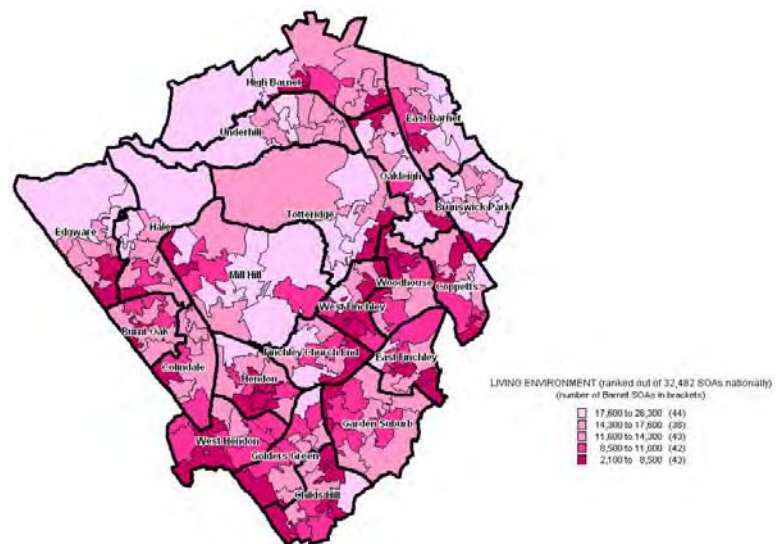 High Barnet
East Barnet
Underhill
Oakleigh
Brunswick Park
Totteridge
Edgware
Hale
Mill Hill
Woodhouse
Coppetts
West Finchley
Burnt Oak
Finchley Church End
East Finchley
Colindale
Hendon
Garden Suburb
West Hendon
Golders Green
Childs Hill
LIVING ENVIRONMENT (ranked out of 32,482 SOAs nationally)
(number of Barnet SOAs in brackets)
17,600 to 26,300 (44)
14,300 to 17,600 (38)
11,600 to 14,300 (43)
8,500 to 11,600 (42)
2,100 to 8,500 (43)